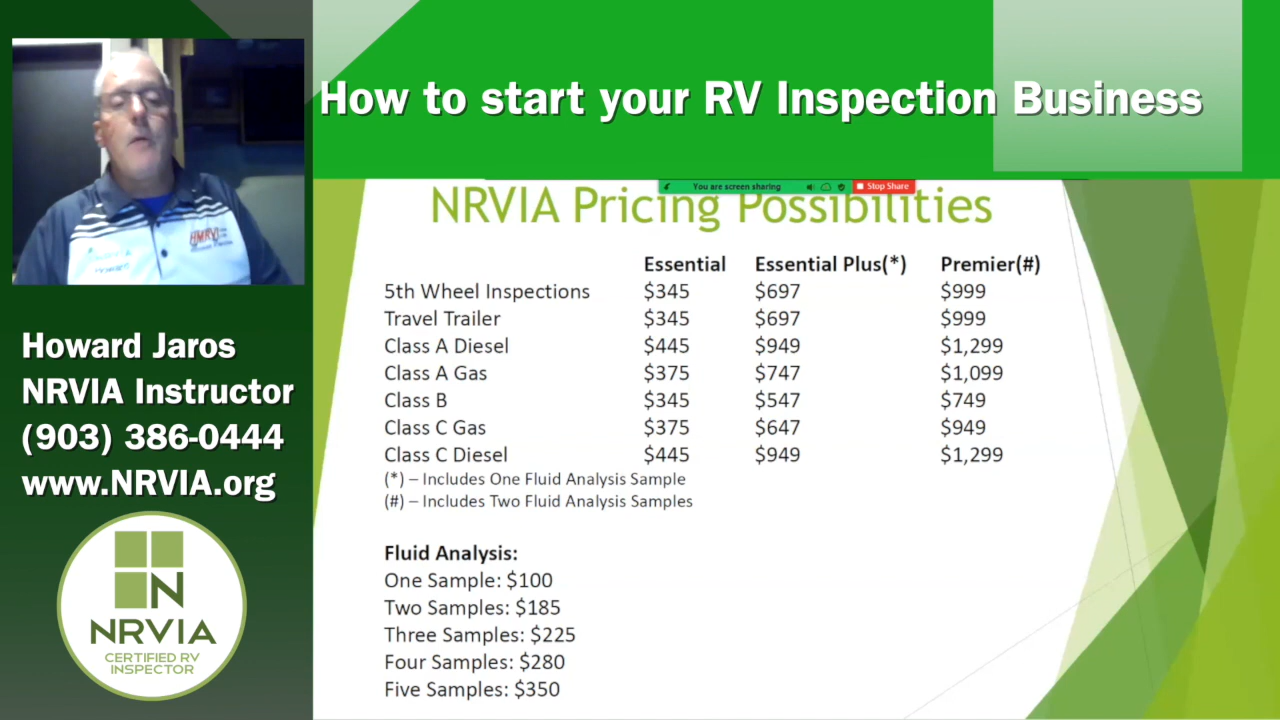 How to start your RV Inspection Business
You are screen sharing
Stop Share
NRVIA Pricing Possibilities
Essential Essential Plus(*) Premier(#)
5th Wheel Inspections $345 $697 $999
Travel Trailer $345 $697 $999
Class A Diesel $445 $949 $1,299
Class A Gas $375 $747 $1,099
Class B $345 $547 $749
Class C Gas $375 $647 $949
Class C Diesel $445 $949 $1,299
(*) – Includes One Fluid Analysis Sample
(#) – Includes Two Fluid Analysis Samples
Fluid Analysis:
One Sample: $100
Two Samples: $185
Three Samples: $225
Four Samples: $280
Five Samples: $350
Howard Jaros
NRVIA Instructor
(903) 386-0444
www.NRVIA.org
N
NRVIA
CERTIFIED RV
INSPECTOR